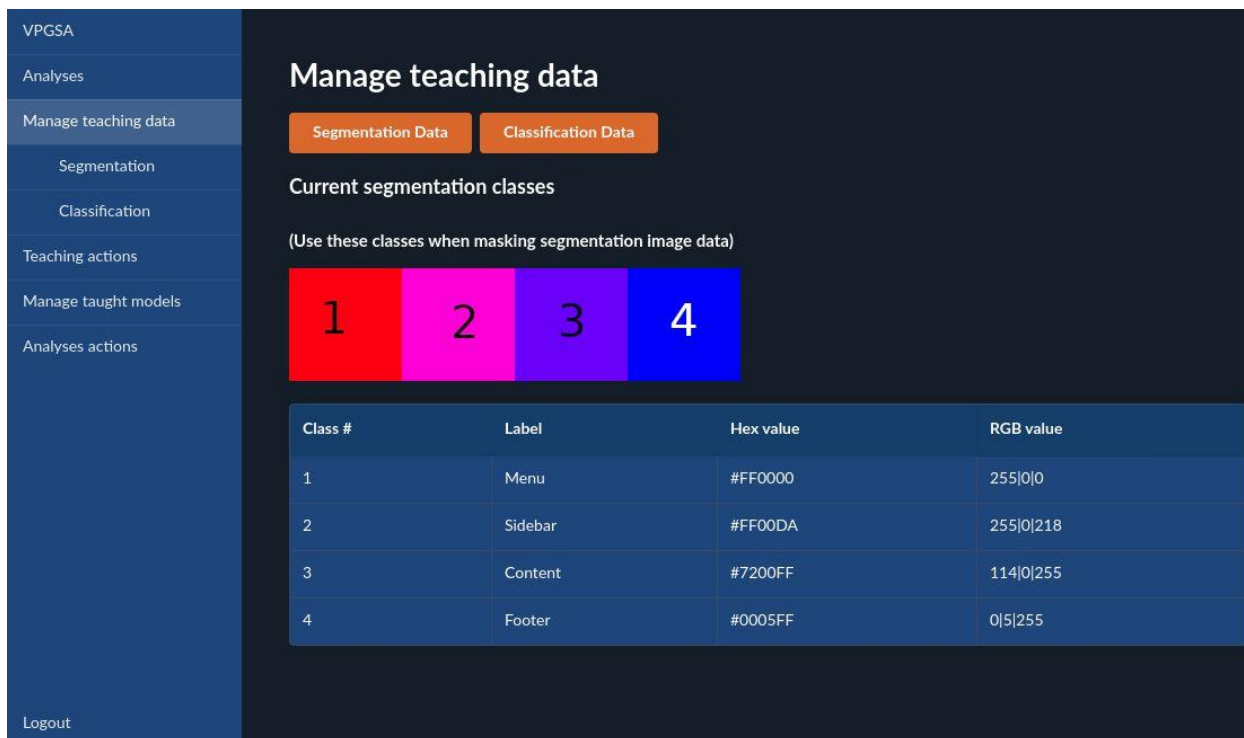 VPGSA
Analyses
Manage teaching data
Segmentation
Classification
Teaching actions
Manage taught models
Analyses actions
Logout
Manage teaching data
Segmentation Data Classification Data
Current segmentation classes
(Use these classes when masking segmentation image data)
1 2 3 4
Class # Label Hex value RGB value
1 Menu #FF0000 255|0|0
2 Sidebar #FF00DA 255|0|218
3 Content #7200FF 114|0|255
4 Footer #0005FF 0|5|255